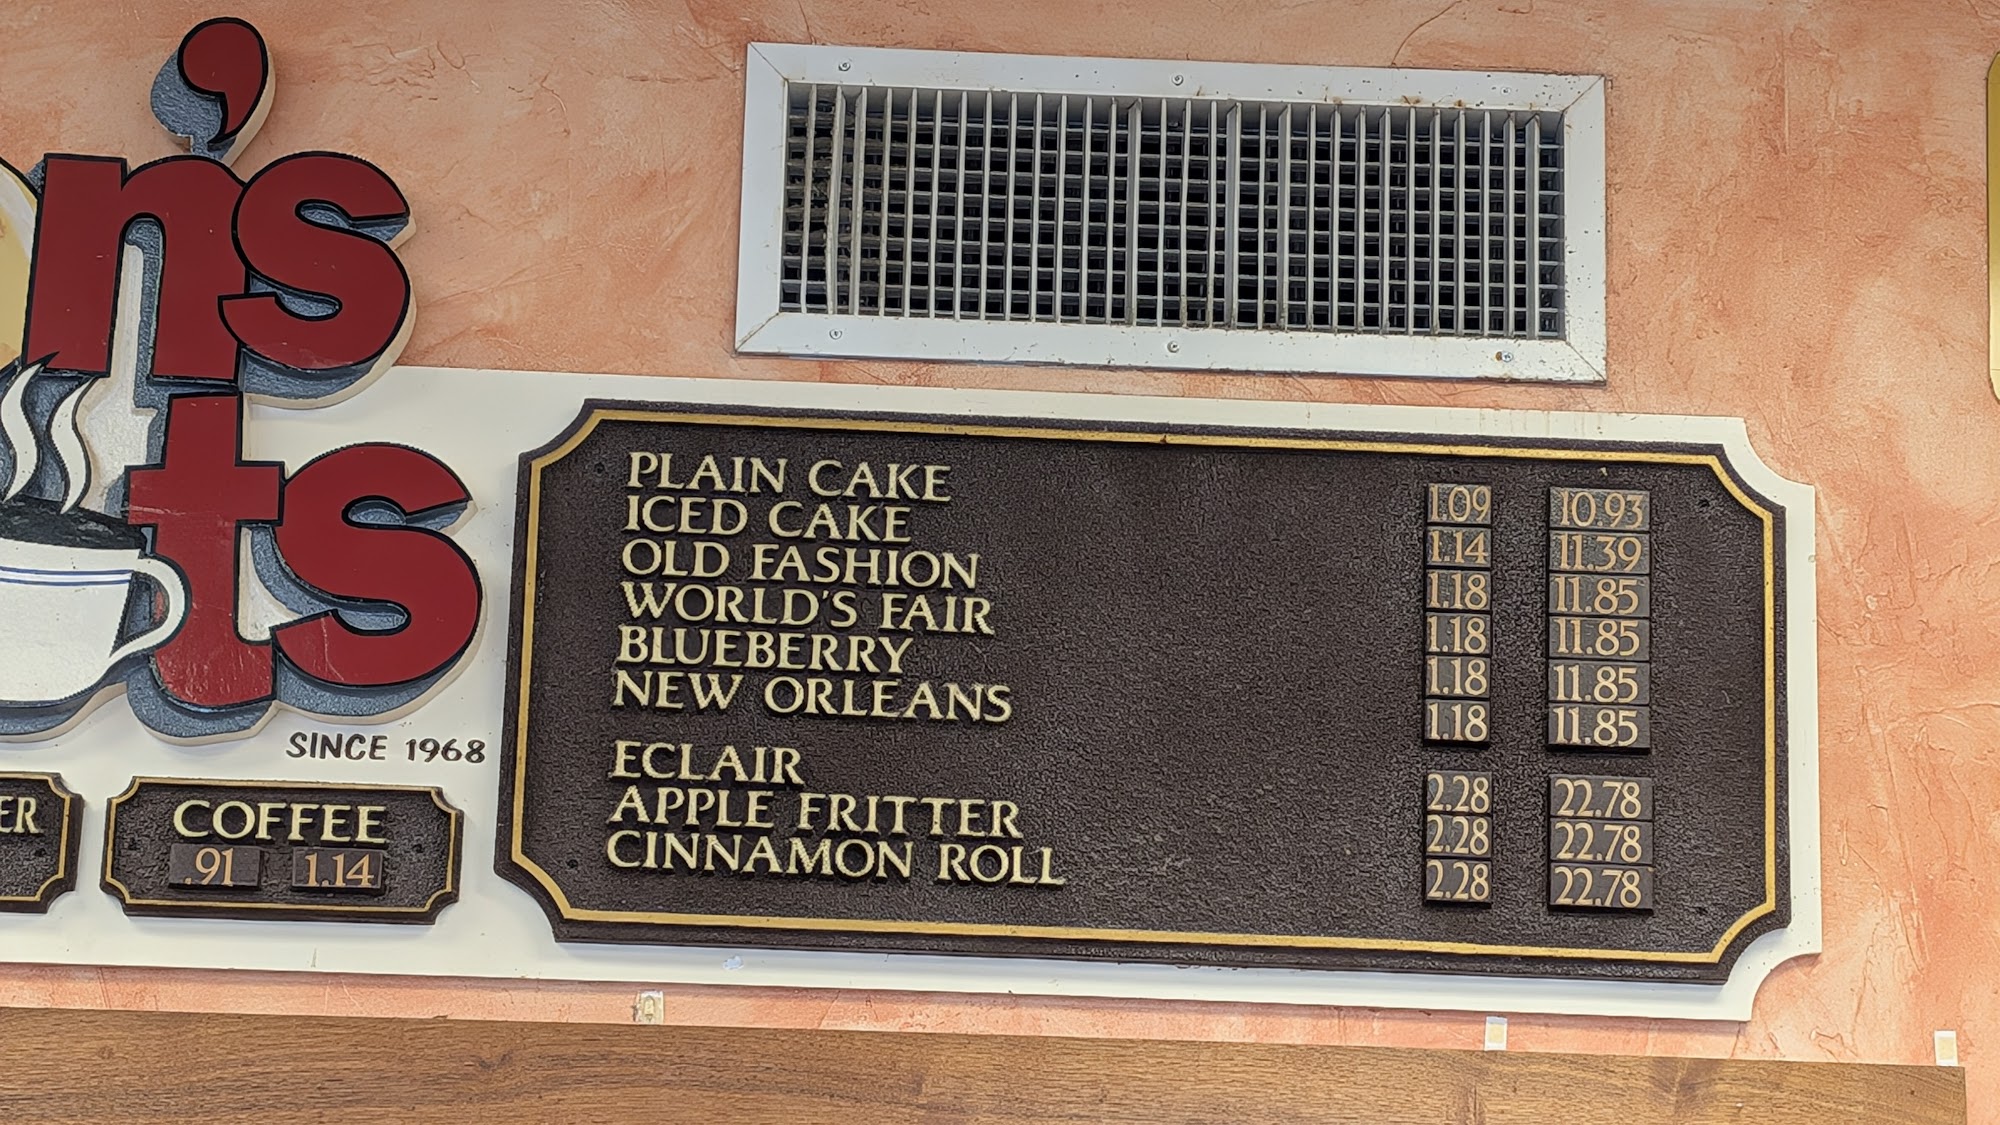 n's
ts
SINCE 1968
ER
COFFEE
.91 1.14
PLAIN CAKE 1.09 10.93
ICED CAKE 1.14 11.39
OLD FASHION 1.18 11.85
WORLD'S FAIR 1.18 11.85
BLUEBERRY 1.18 11.85
NEW ORLEANS 1.18 11.85
ECLAIR 2.28 22.78
APPLE FRITTER 2.28 22.78
CINNAMON ROLL 2.28 22.78